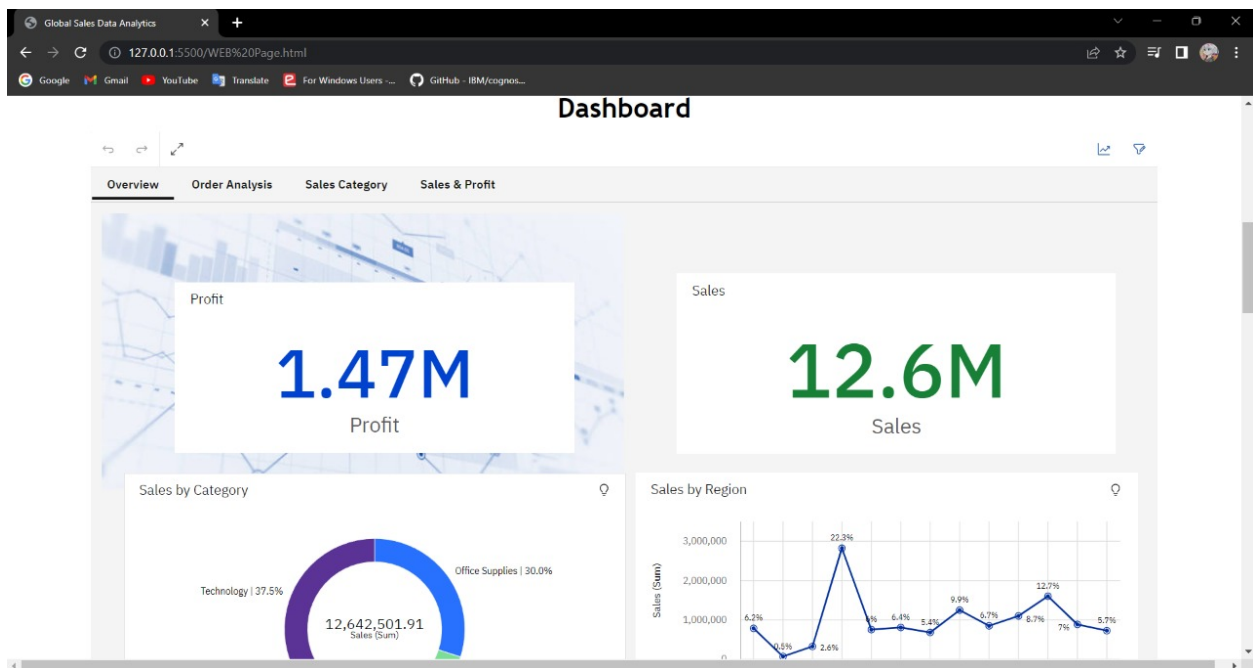 Global Sales Data Analytics
127.0.0.1:5500/WEB%20Page.html
Google Gmail YouTube Translate For Windows Users -... GitHub - IBM/cognos...
Dashboard
Overview Order Analysis Sales Category Sales & Profit
Profit
1.47M
Profit
Sales
12.6M
Sales
Sales by Category
Technology | 37.5%
Office Supplies | 30.0%
12,642,501.91
Sales (Sum)
Sales by Region
Sales (Sum)
3,000,000
2,000,000
1,000,000
0
6.2%
0.5%
2.6%
22.3%
6.4%
5.4%
9.9%
6.7%
8.7%
12.7%
7%
5.7%